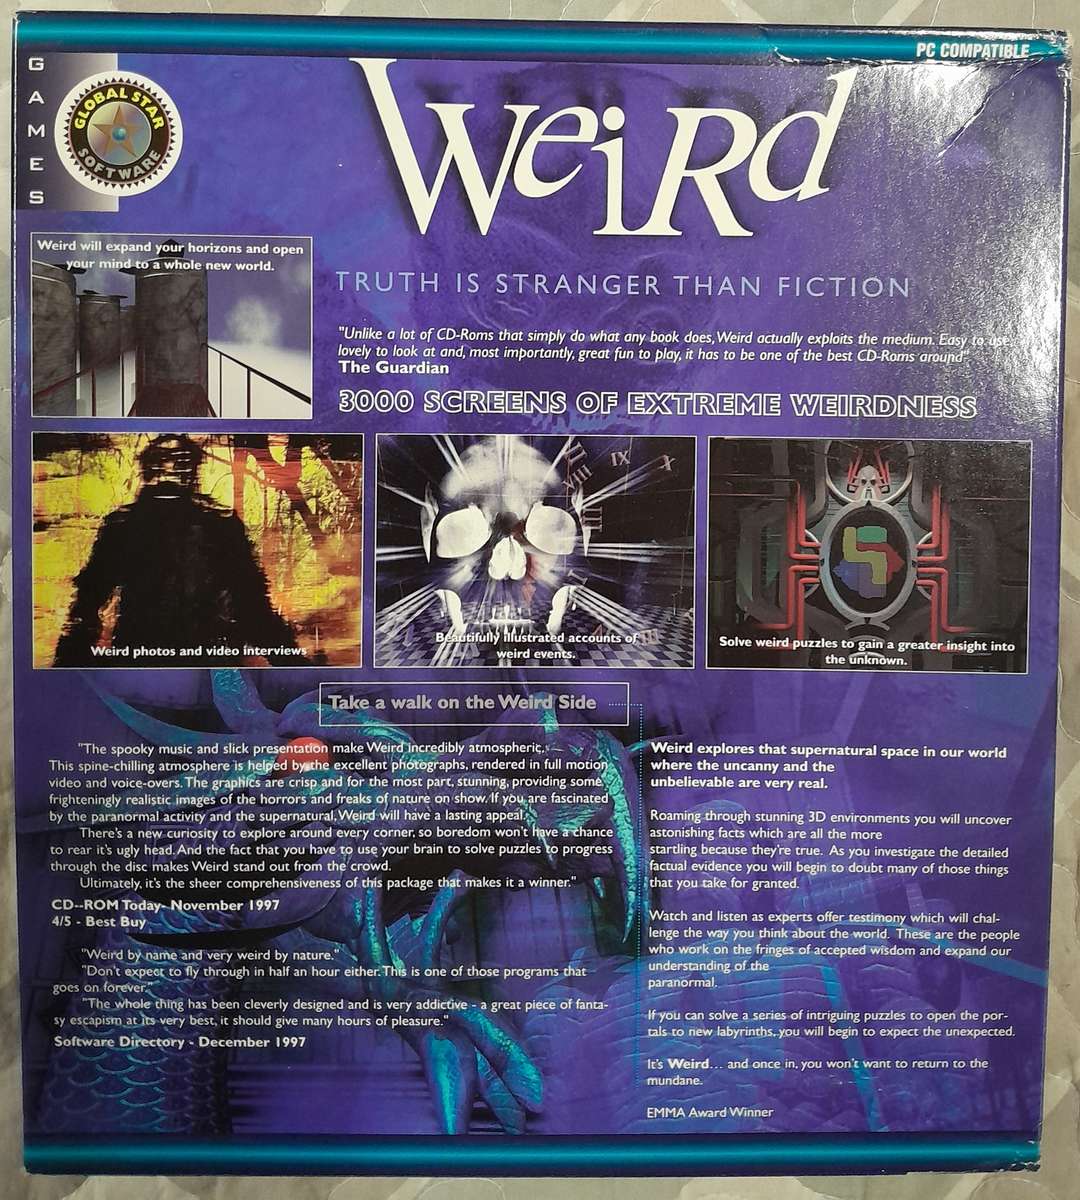 PC COMPATIBLE
GAMES
GLOBAL STAR
SOFTWARE
Weird
Weird will expand your horizons and open
your mind to a whole new world.
TRUTH IS STRANGER THAN FICTION
"Unlike a lot of CD-Roms that simply do what any book does, Weird actually exploits the medium. Easy to use,
lovely to look at and, most importantly, great fun to play, it has to be one of the best CD-Roms around"
The Guardian
3000 SCREENS OF EXTREME WEIRDNESS
Weird photos and video interviews
II
VIII
IX
X
Beautifully illustrated accounts of
weird events.
Solve weird puzzles to gain a greater insight into
the unknown.
Take a walk on the Weird Side
"The spooky music and slick presentation make Weird incredibly atmospheric.
This spine-chilling atmosphere is helped by the excellent photographs, rendered in full motion
video and voice-overs. The graphics are crisp and for the most part, stunning, providing some
frighteningly realistic images of the horrors and freaks of nature on show. If you are fascinated
by the paranormal activity and the supernatural, Weird will have a lasting appeal.
There's a new curiosity to explore around every corner, so boredom won't have a chance
to rear it's ugly head. And the fact that you have to use your brain to solve puzzles to progress
through the disc makes Weird stand out from the crowd.
Ultimately, it's the sheer comprehensiveness of this package that makes it a winner."
CD--ROM Today- November 1997
4/5 - Best Buy
"Weird by name and very weird by nature."
"Don't expect to fly through in half an hour either. This is one of those programs that
goes on forever."
"The whole thing has been cleverly designed and is very addictive - a great piece of fanta-
sy escapism at its very best, it should give many hours of pleasure."
Software Directory - December 1997
Weird explores that supernatural space in our world
where the uncanny and the
unbelievable are very real.
Roaming through stunning 3D environments you will uncover
astonishing facts which are all the more
startling because they're true. As you investigate the detailed
factual evidence you will begin to doubt many of those things
that you take for granted.
Watch and listen as experts offer testimony which will chal-
lenge the way you think about the world. These are the people
who work on the fringes of accepted wisdom and expand our
understanding of the
paranormal.
If you can solve a series of intriguing puzzles to open the por-
tals to new labyrinths, you will begin to expect the unexpected.
It's Weird... and once in, you won't want to return to the
mundane.
EMMA Award Winner